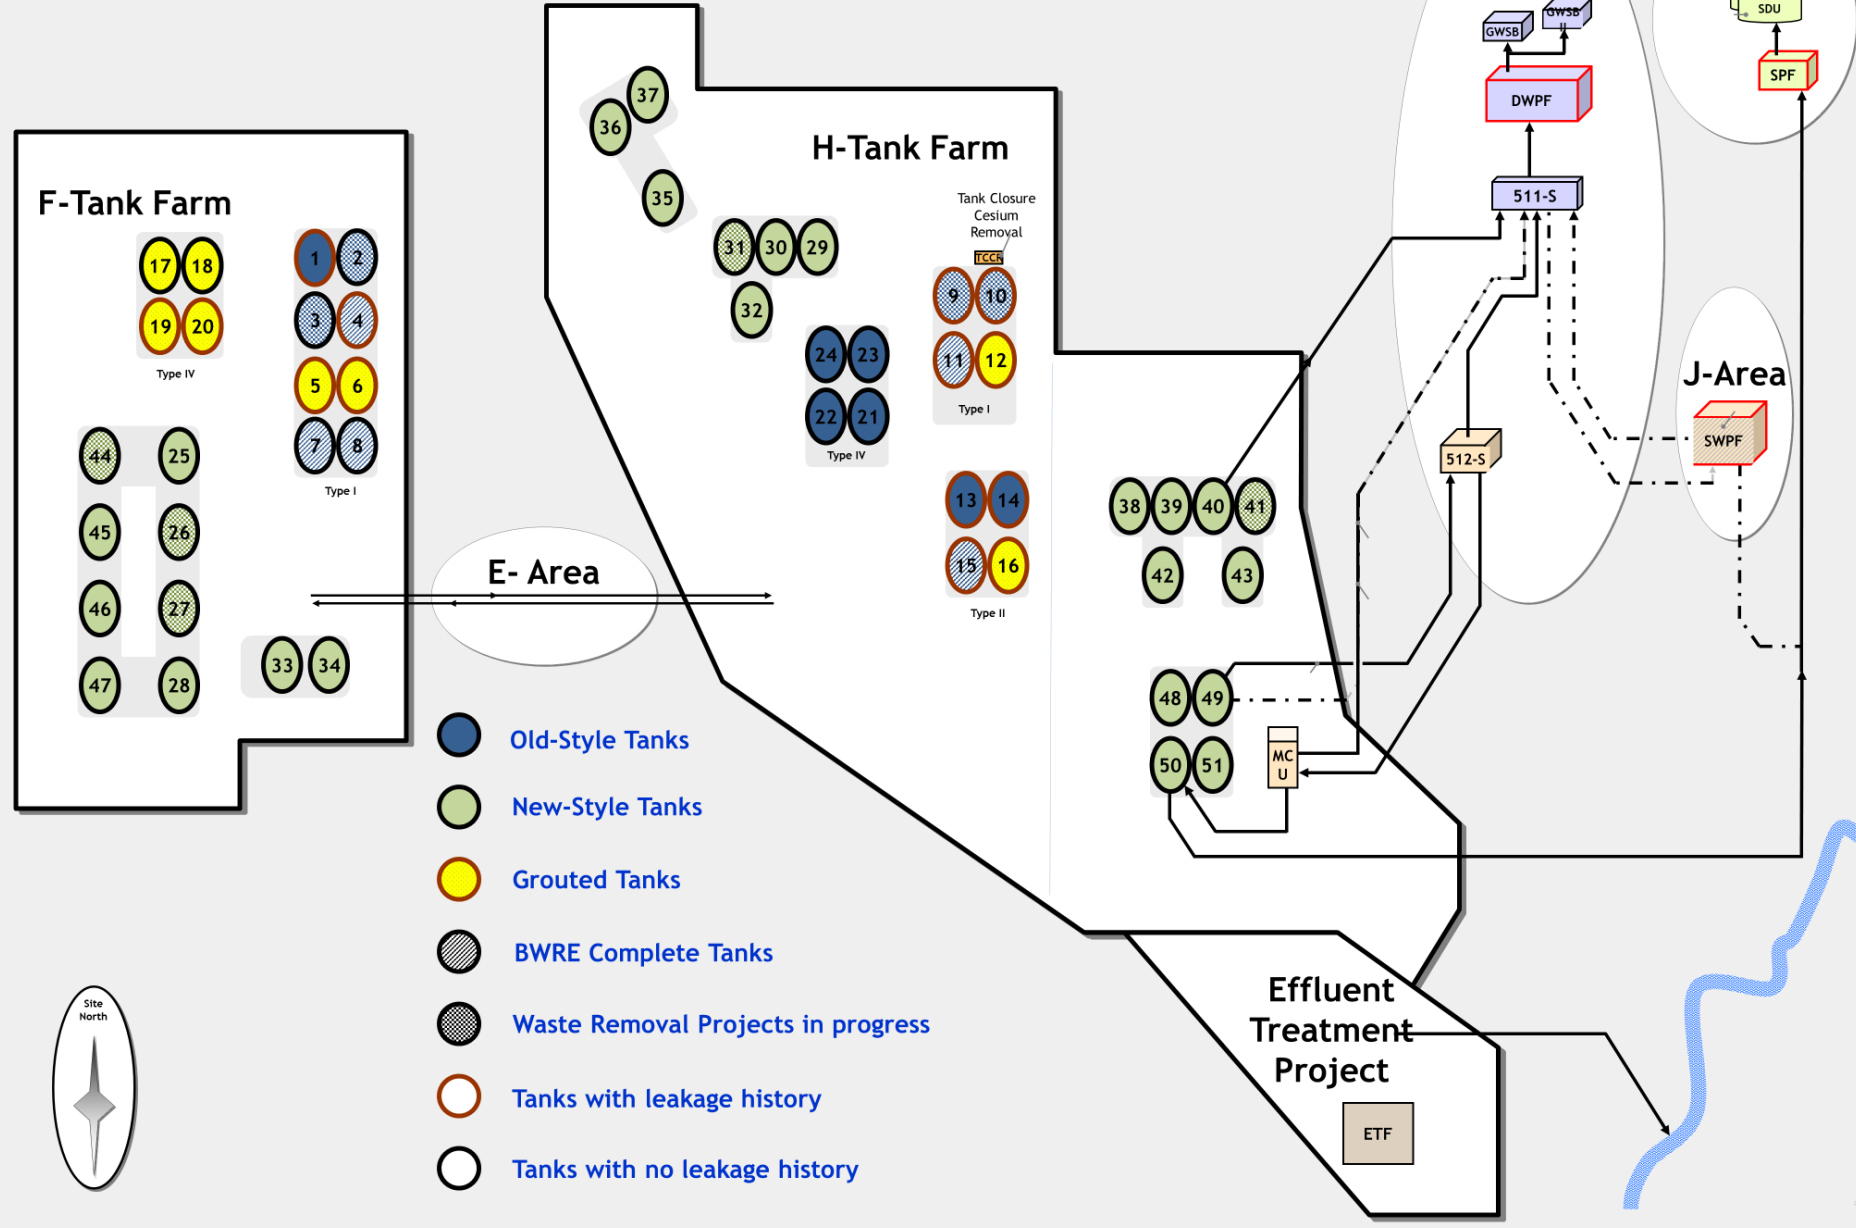 GWSB
GWSB
II
SDU
SPF
DWPF
511-S
H-Tank Farm
37
36
35
Tank Closure
Cesium
Removal
TCCR
F-Tank Farm
17 18
19 20
Type IV
1 2
3 4
5 6
7 8
Type I
31 30 29
32
24 23
22 21
Type IV
9 10
11 12
Type I
13 14
15 16
Type II
J-Area
SWPF
512-S
44 25
45 26
46 27
47 28
33 34
E- Area
38 39 40 41
42 43
48 49
50 51
MC
U
Old-Style Tanks
New-Style Tanks
Grouted Tanks
BWRE Complete Tanks
Waste Removal Projects in progress
Tanks with leakage history
Tanks with no leakage history
Site
North
Effluent
Treatment
Project
ETF